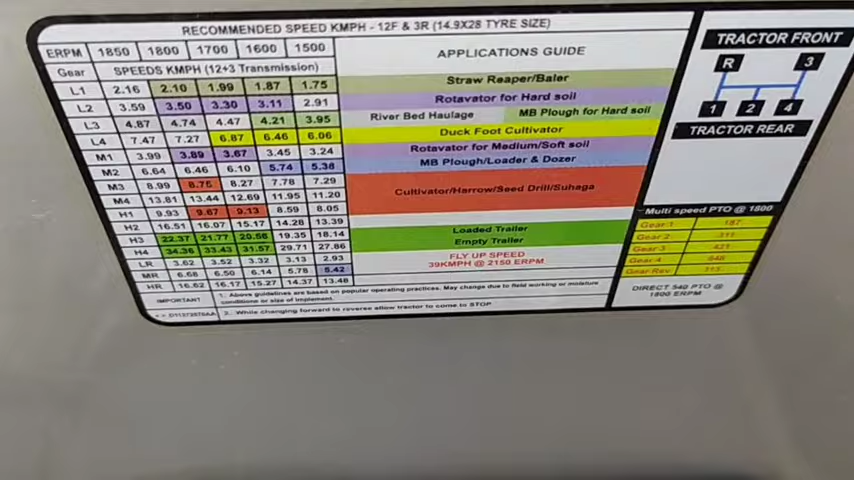 RECOMMENDED SPEED KMPH - 12F & 3R (14.9X28 TYRE SIZE)
ERPM 1850 1800 1700 1600 1500
Gear SPEEDS KMPH (12+3 Transmission)
L1 2.16 2.10 1.99 1.87 1.75
L2 3.59 3.50 3.30 3.11 2.91
L3 4.87 4.74 4.47 4.21 3.95
L4 7.47 7.27 6.87 6.46 6.06
M1 3.99 3.89 3.67 3.45 3.24
M2 6.64 6.46 6.10 5.74 5.38
M3 8.99 8.75 8.27 7.78 7.29
M4 13.81 13.44 12.69 11.95 11.20
H1 9.93 9.67 9.13 8.59 8.05
H2 16.51 16.07 15.17 14.28 13.39
H3 22.37 21.77 20.56 19.35 18.14
H4 34.36 33.43 31.57 29.71 27.86
LR 3.62 3.52 3.32 3.13 2.93
MR 6.68 6.50 6.14 5.78 5.42
HR 16.62 16.17 15.27 14.37 13.48
APPLICATIONS GUIDE
Straw Reaper/Baler
Rotavator for Hard soil
River Bed Haulage MB Plough for Hard soil
Duck Foot Cultivator
Rotavator for Medium/Soft soil
MB Plough/Loader & Dozer
Cultivator/Harrow/Seed Drill/Suhaga
Loaded Trailer
Empty Trailer
FLY UP SPEED
39KMPH @ 2150 ERPM
IMPORTANT
1. Above guidelines are based on popular operating practices. May change due to field working or moisture
conditions or size of implement.
2. While changing forward to reverse allow tractor to come to STOP
TRACTOR FRONT
R 3
1 2 4
TRACTOR REAR
Multi speed PTO @ 1800
Gear 1 187
Gear 2 311
Gear 3 421
Gear 4
Gear Rev
DIRECT 540 PTO @
1800 ERPM